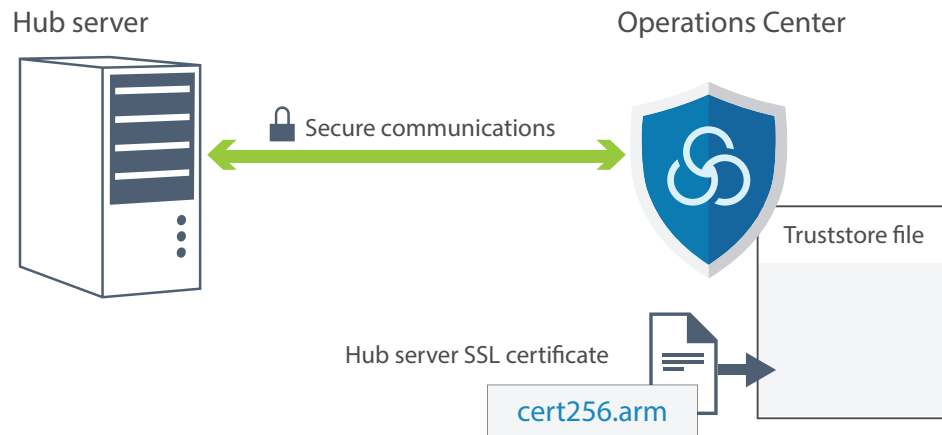 Hub server
Operations Center
Secure communications
Truststore file
Hub server SSL certificate
cert256.arm